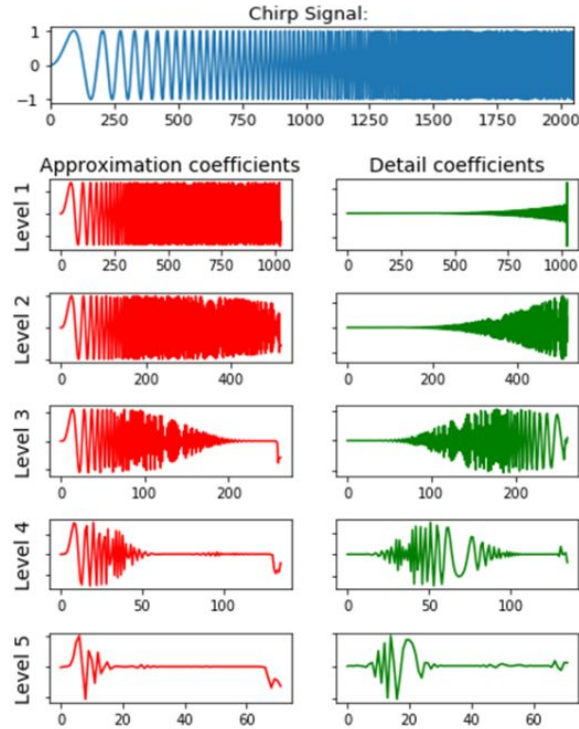 Chirp Signal:
1
0
−1
0 250 500 750 1000 1250 1500 1750 2000
Approximation coefficients Detail coefficients
Level 1
0 250 500 750 1000 0 250 500 750 1000
Level 2
0 200 400 0 200 400
Level 3
0 100 200 0 100 200
Level 4
0 50 100 0 50 100
Level 5
0 20 40 60 0 20 40 60